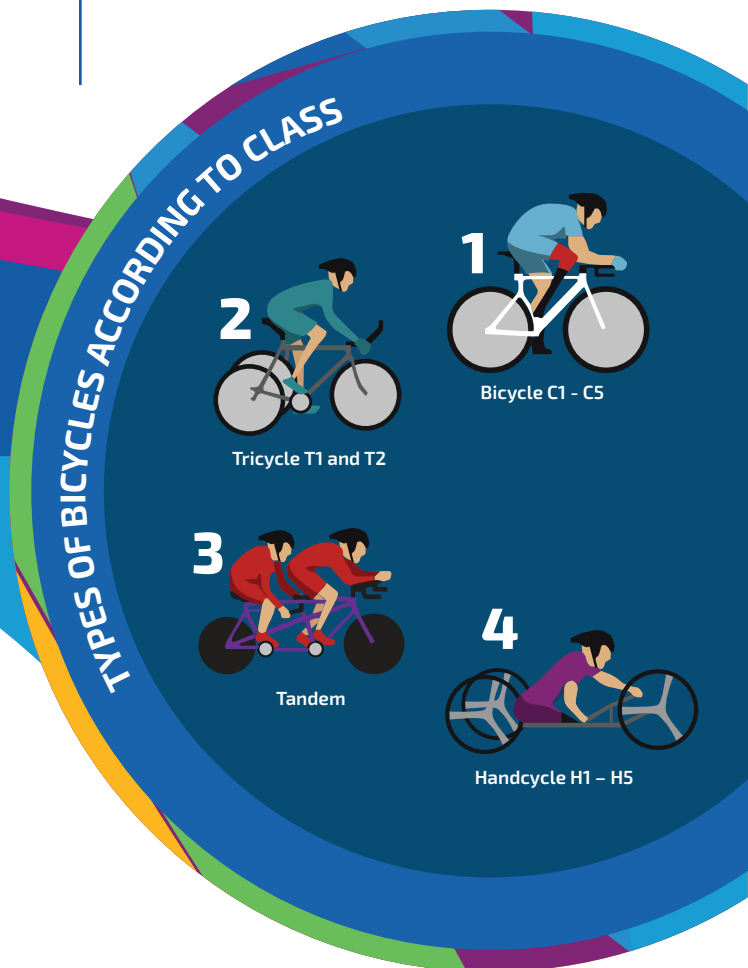 TYPES OF BICYCLES ACCORDING TO CLASS
1
Bicycle C1 - C5
2
Tricycle T1 and T2
3
Tandem
4
Handcycle H1 – H5